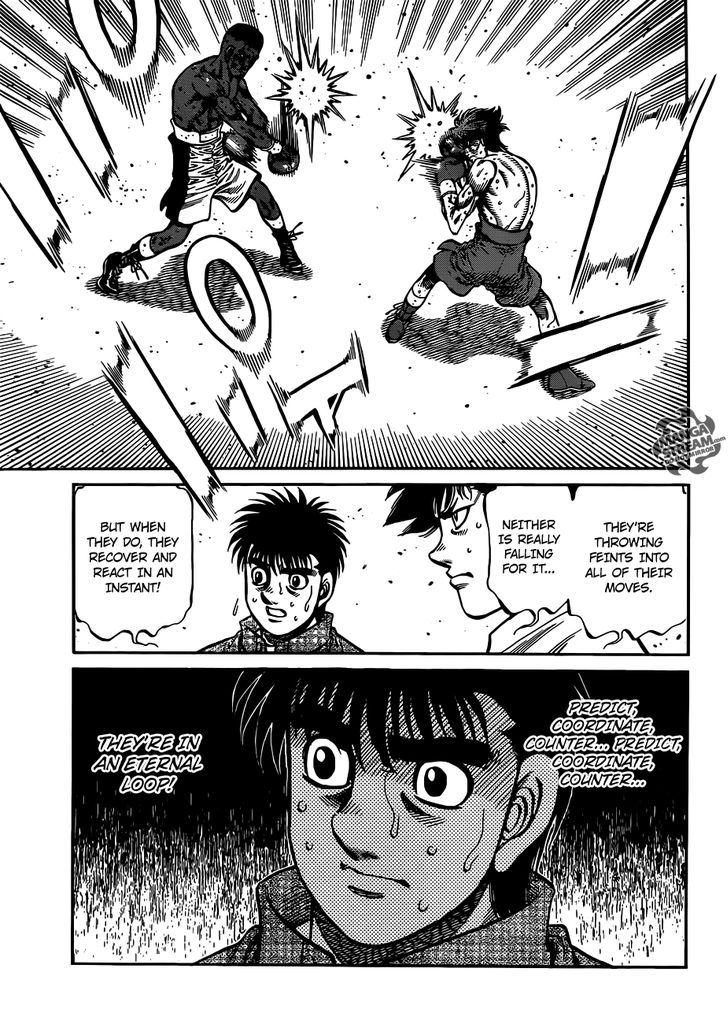 MANGA
STREAM.com
THEY'RE
THROWING
FEINTS INTO
ALL OF THEIR
MOVES.
NEITHER
IS REALLY
FALLING
FOR IT...
BUT WHEN
THEY DO, THEY
RECOVER AND
REACT IN AN
INSTANT!
PREDICT,
COORDINATE,
COUNTER... PREDICT,
COORDINATE,
COUNTER...
THEY'RE IN
AN ETERNAL
LOOP!